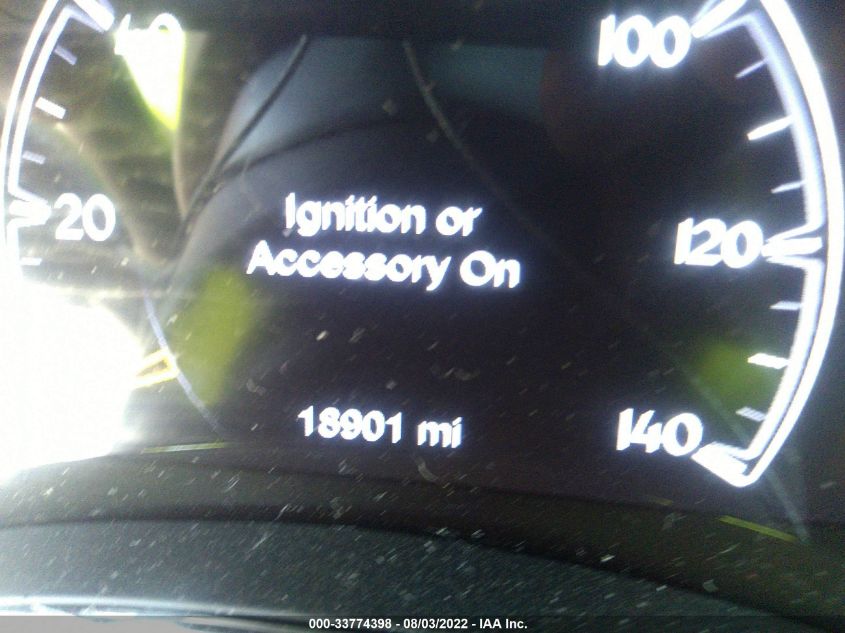 40
100
20
Ignition or
Accessory On
120
18901 mi
140
000-33774398 - 08/03/2022 - IAA Inc.